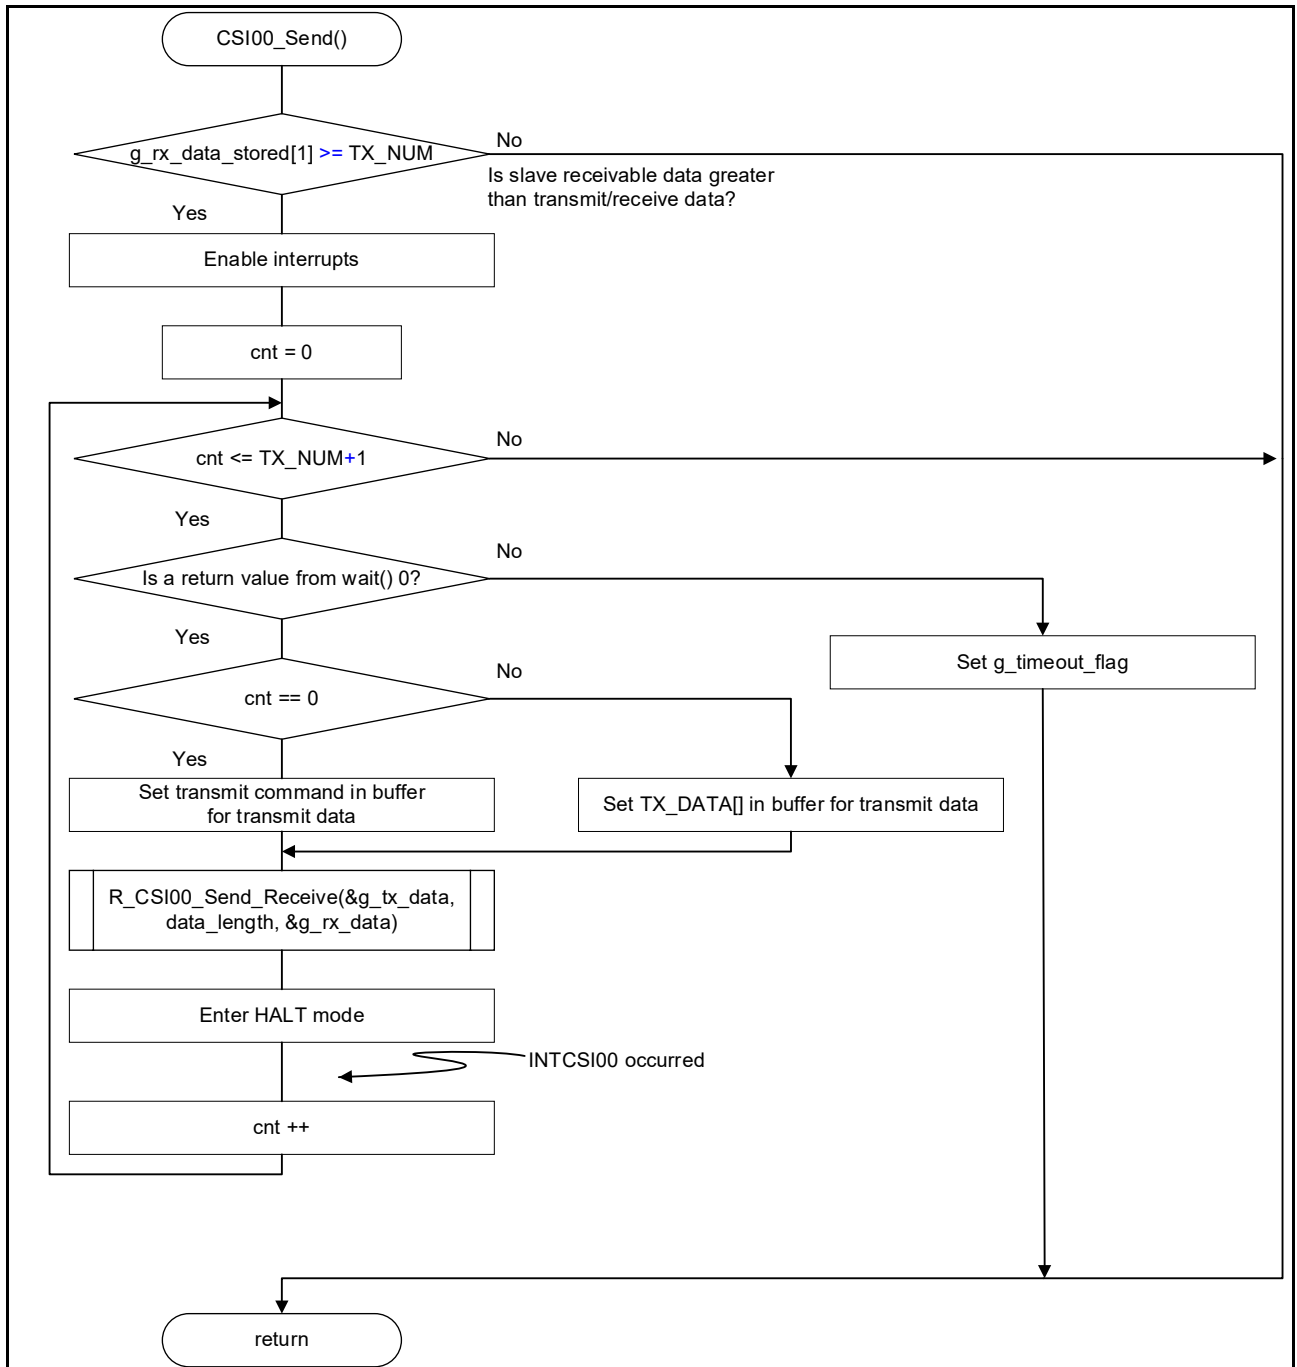 CSI00_Send()
g_rx_data_stored[1] >= TX_NUM
No
Is slave receivable data greater
than transmit/receive data?
Yes
Enable interrupts
cnt = 0
cnt <= TX_NUM+1
No
Yes
Is a return value from wait() 0?
No
Yes
Set g_timeout_flag
cnt == 0
No
Yes
Set transmit command in buffer
for transmit data
Set TX_DATA[] in buffer for transmit data
R_CSI00_Send_Receive(&g_tx_data,
data_length, &g_rx_data)
Enter HALT mode
INTCSI00 occurred
cnt ++
return